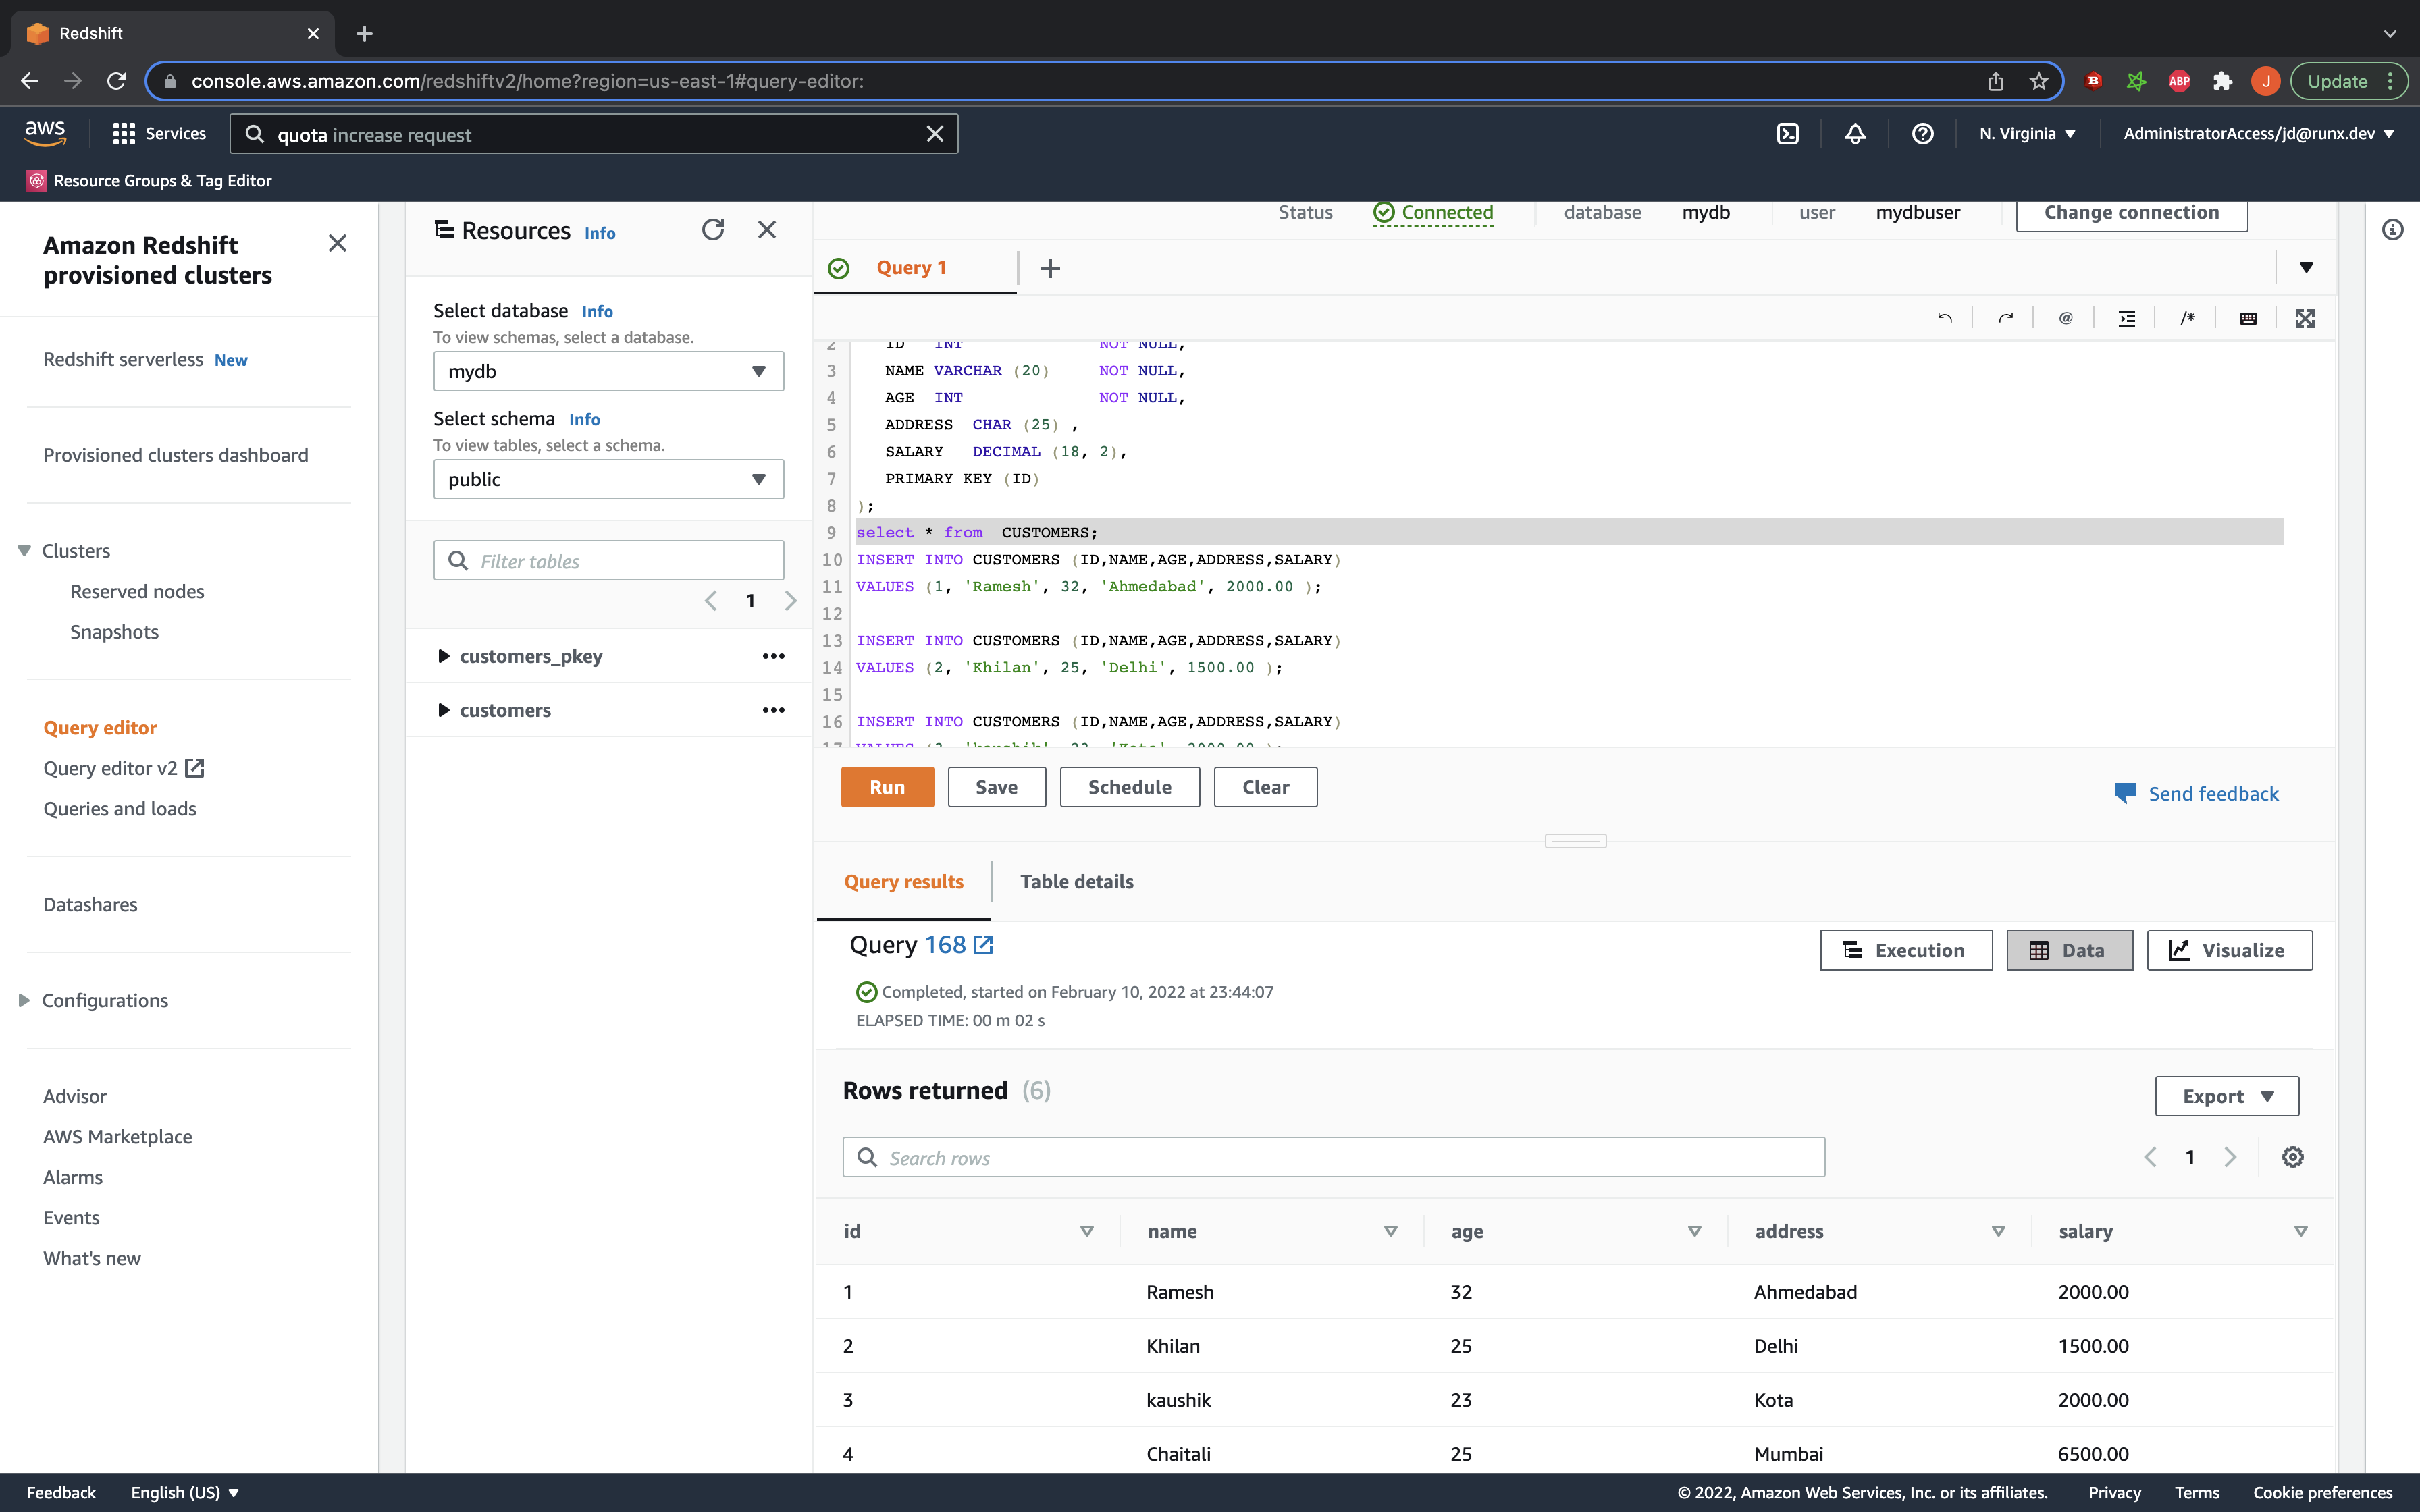 Redshift
console.aws.amazon.com/redshiftv2/home?region=us-east-1#query-editor:
ABP
J
Update
aws
Services
quota increase request
N. Virginia
AdministratorAccess/jd@runx.dev
Resource Groups & Tag Editor
Amazon Redshift
provisioned clusters
Redshift serverless New
Provisioned clusters dashboard
Clusters
Reserved nodes
Snapshots
Query editor
Query editor v2
Queries and loads
Datashares
Configurations
Advisor
AWS Marketplace
Alarms
Events
What's new
Resources Info
Select database Info
To view schemas, select a database.
mydb
Select schema Info
To view tables, select a schema.
public
Filter tables
1
customers_pkey
customers
Status Connected database mydb user mydbuser Change connection
Query 1
@
/*
2 ID INT NOT NULL,
3 NAME VARCHAR (20) NOT NULL,
4 AGE INT NOT NULL,
5 ADDRESS CHAR (25) ,
6 SALARY DECIMAL (18, 2),
7 PRIMARY KEY (ID)
8 );
9 select * from CUSTOMERS;
10 INSERT INTO CUSTOMERS (ID,NAME,AGE,ADDRESS,SALARY)
11 VALUES (1, 'Ramesh', 32, 'Ahmedabad', 2000.00 );
12
13 INSERT INTO CUSTOMERS (ID,NAME,AGE,ADDRESS,SALARY)
14 VALUES (2, 'Khilan', 25, 'Delhi', 1500.00 );
15
16 INSERT INTO CUSTOMERS (ID,NAME,AGE,ADDRESS,SALARY)
17 VALUES (3, 'kaushik', 23, 'Kota', 2000.00 );
Run Save Schedule Clear
Send feedback
Query results Table details
Query 168
Execution Data Visualize
Completed, started on February 10, 2022 at 23:44:07
ELAPSED TIME: 00 m 02 s
Rows returned (6)
Export
Search rows
1
id name age address salary
1 Ramesh 32 Ahmedabad 2000.00
2 Khilan 25 Delhi 1500.00
3 kaushik 23 Kota 2000.00
4 Chaitali 25 Mumbai 6500.00
Feedback English (US)
© 2022, Amazon Web Services, Inc. or its affiliates. Privacy Terms Cookie preferences